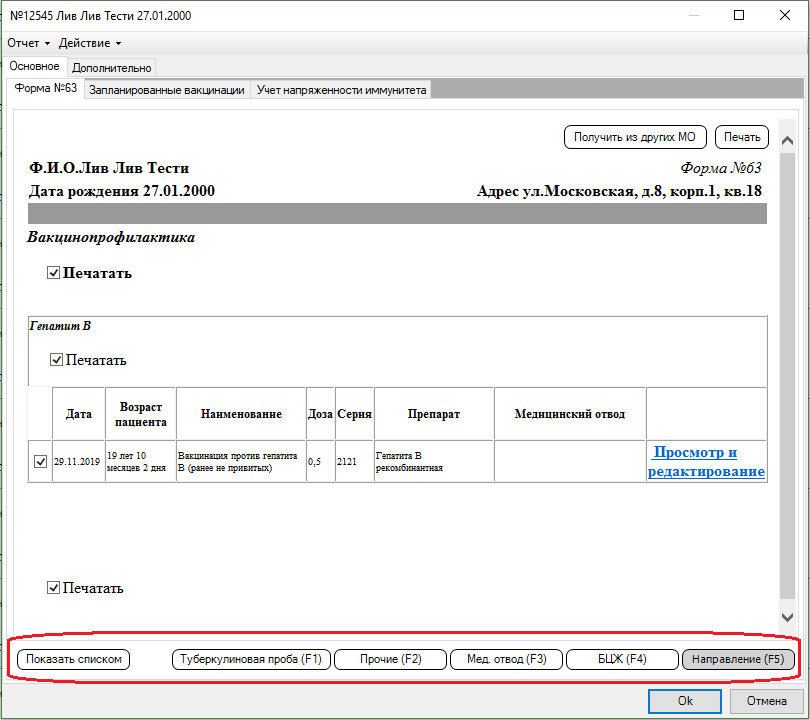 №12545 Лив Лив Тести 27.01.2000
Отчет Действие
Основное Дополнительно
Форма №63 Запланированные вакцинации Учет напряженности иммунитета
Получить из других МО Печать
Ф.И.О.Лив Лив Тести Форма №63
Дата рождения 27.01.2000 Адрес ул.Московская, д.8, корп.1, кв.18
Вакцинопрофилактика
Печатать
Гепатит В
Печатать
Дата Возраст пациента Наименование Доза Серия Препарат Медицинский отвод
29.11.2019 19 лет 10 месяцев 2 дня Вакцинация против гепатита В (ранее не привитых) 0,5 2121 Гепатита В рекомбинантная Просмотр и редактирование
Печатать
Показать списком Туберкулиновая проба (F1) Прочие (F2) Мед. отвод (F3) БЦЖ (F4) Направление (F5)
Ok Отмена